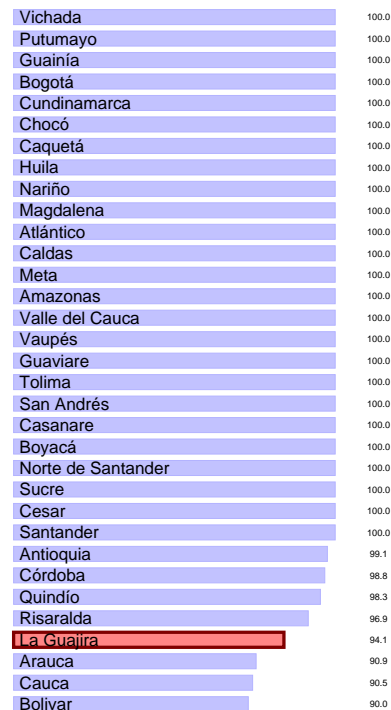 Vichada 100.0
Putumayo 100.0
Guainía 100.0
Bogotá 100.0
Cundinamarca 100.0
Chocó 100.0
Caquetá 100.0
Huila 100.0
Nariño 100.0
Magdalena 100.0
Atlántico 100.0
Caldas 100.0
Meta 100.0
Amazonas 100.0
Valle del Cauca 100.0
Vaupés 100.0
Guaviare 100.0
Tolima 100.0
San Andrés 100.0
Casanare 100.0
Boyacá 100.0
Norte de Santander 100.0
Sucre 100.0
Cesar 100.0
Santander 100.0
Antioquia 99.1
Córdoba 98.8
Quindío 98.3
Risaralda 96.9
La Guajira 94.1
Arauca 90.9
Cauca 90.5
Bolivar 90.0